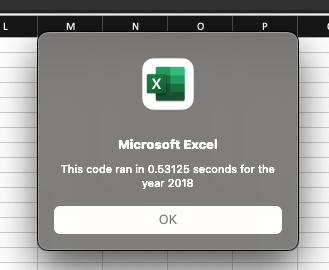 L M N O P
X
Microsoft Excel
This code ran in 0.53125 seconds for the
year 2018
OK